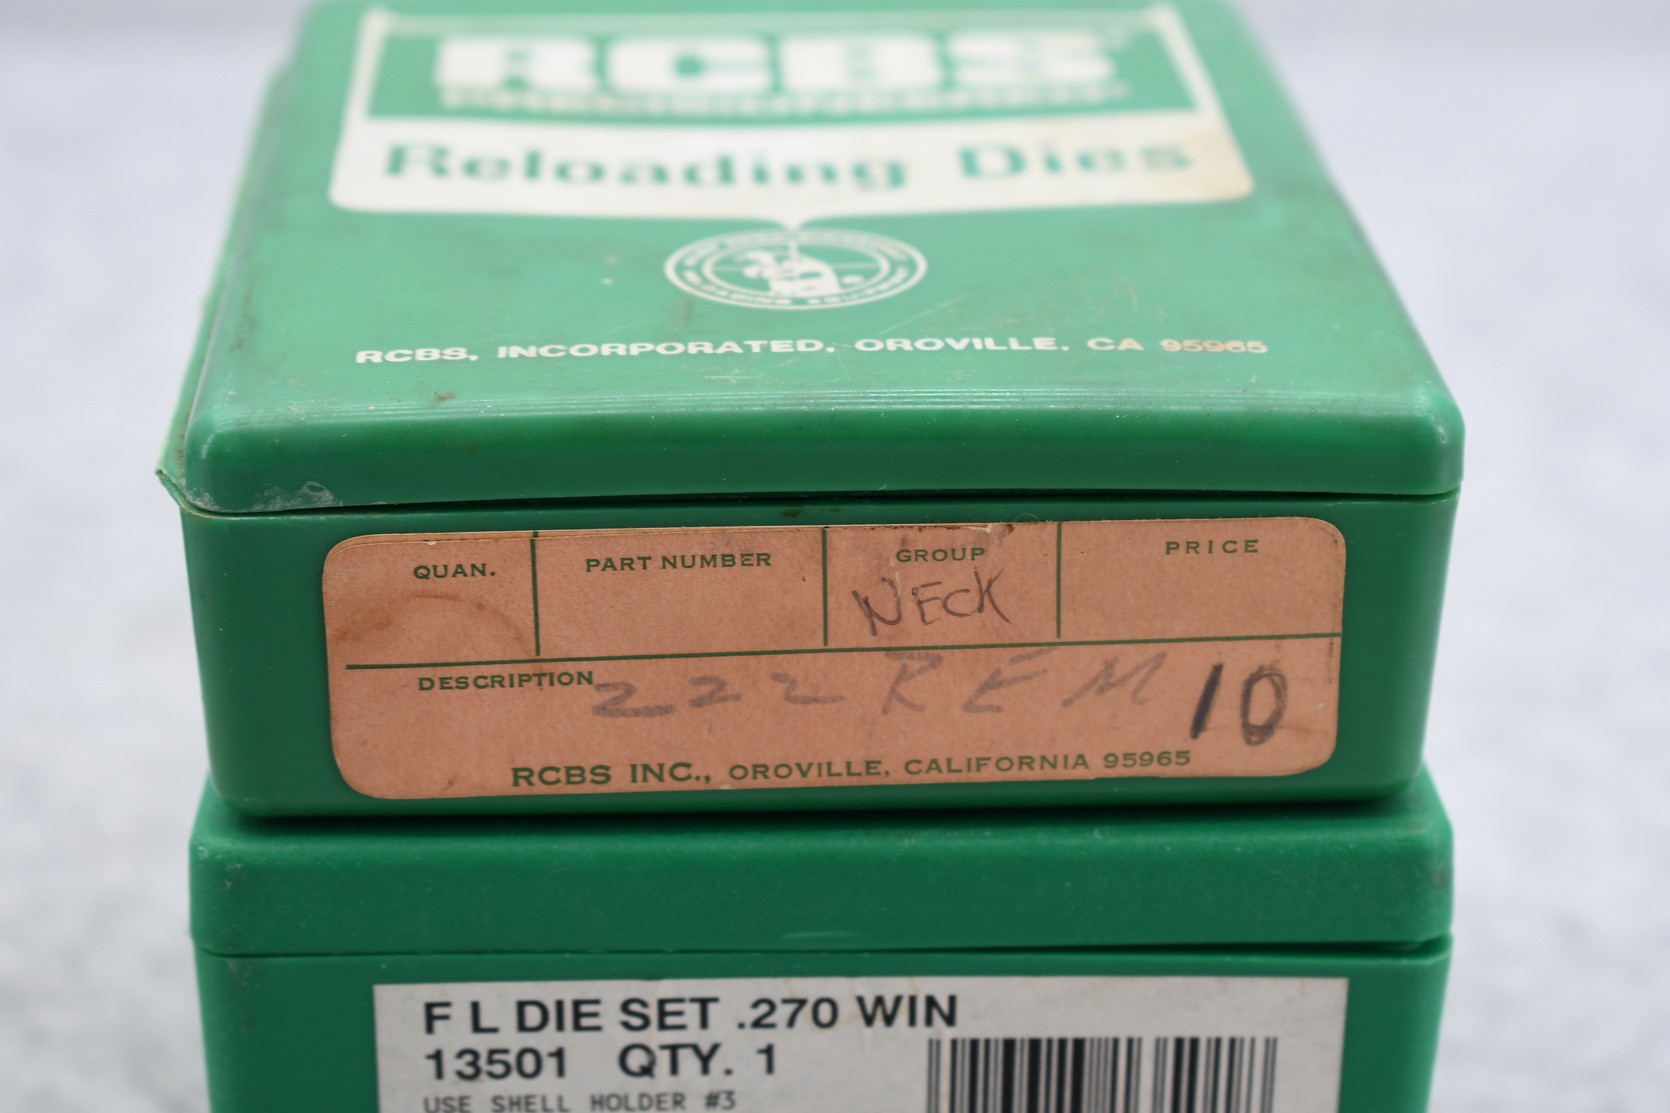 RCBS
PRECISIONEERED
Reloading Dies
RCBS, INCORPORATED, OROVILLE, CA 95965
QUAN. PART NUMBER GROUP PRICE
NECK
DESCRIPTION 222 REM 10
RCBS INC., OROVILLE, CALIFORNIA 95965
F L DIE SET .270 WIN
13501 QTY. 1
USE SHELL HOLDER #3